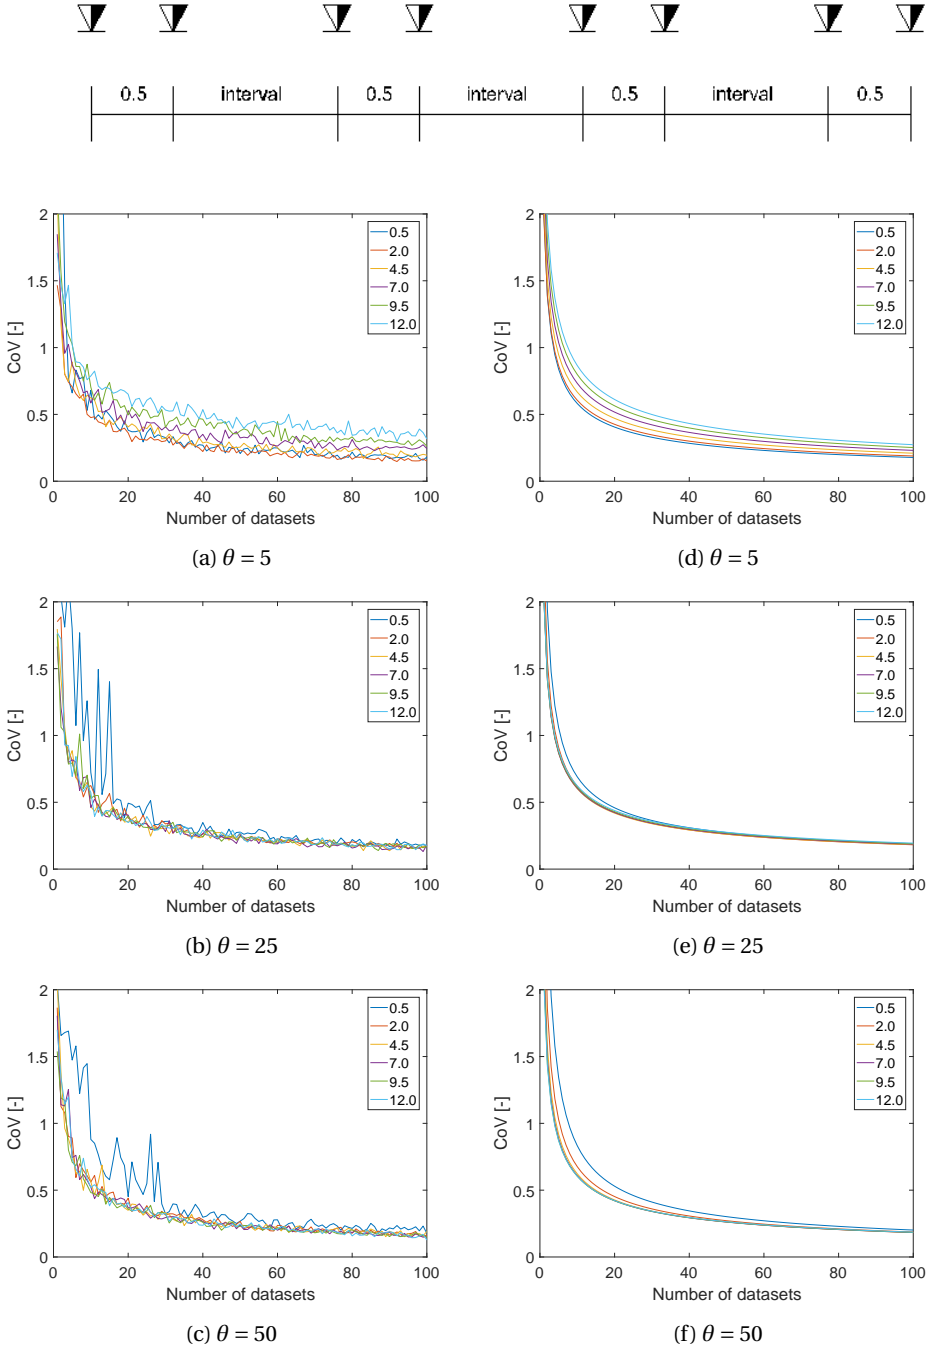 0.5 interval 0.5 interval 0.5 interval 0.5
2
1.5
1
0.5
0
CoV [-]
0 20 40 60 80 100
Number of datasets
0.5
2.0
4.5
7.0
9.5
12.0
(a) θ = 5
2
1.5
1
0.5
0
CoV [-]
0 20 40 60 80 100
Number of datasets
0.5
2.0
4.5
7.0
9.5
12.0
(d) θ = 5
2
1.5
1
0.5
0
CoV [-]
0 20 40 60 80 100
Number of datasets
0.5
2.0
4.5
7.0
9.5
12.0
(b) θ = 25
2
1.5
1
0.5
0
CoV [-]
0 20 40 60 80 100
Number of datasets
0.5
2.0
4.5
7.0
9.5
12.0
(e) θ = 25
2
1.5
1
0.5
0
CoV [-]
0 20 40 60 80 100
Number of datasets
0.5
2.0
4.5
7.0
9.5
12.0
(c) θ = 50
2
1.5
1
0.5
0
CoV [-]
0 20 40 60 80 100
Number of datasets
0.5
2.0
4.5
7.0
9.5
12.0
(f) θ = 50